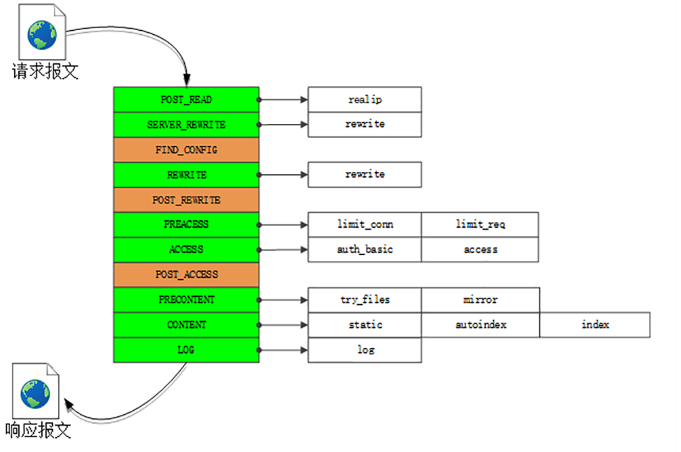 请求报文
POST_READ realip
SERVER_REWRITE rewrite
FIND_CONFIG
REWRITE rewrite
POST_REWRITE
PREACESS limit_conn limit_req
ACCESS auth_basic access
POST_ACCESS
PRECONTENT try_files mirror
CONTENT static autoindex index
LOG log
响应报文